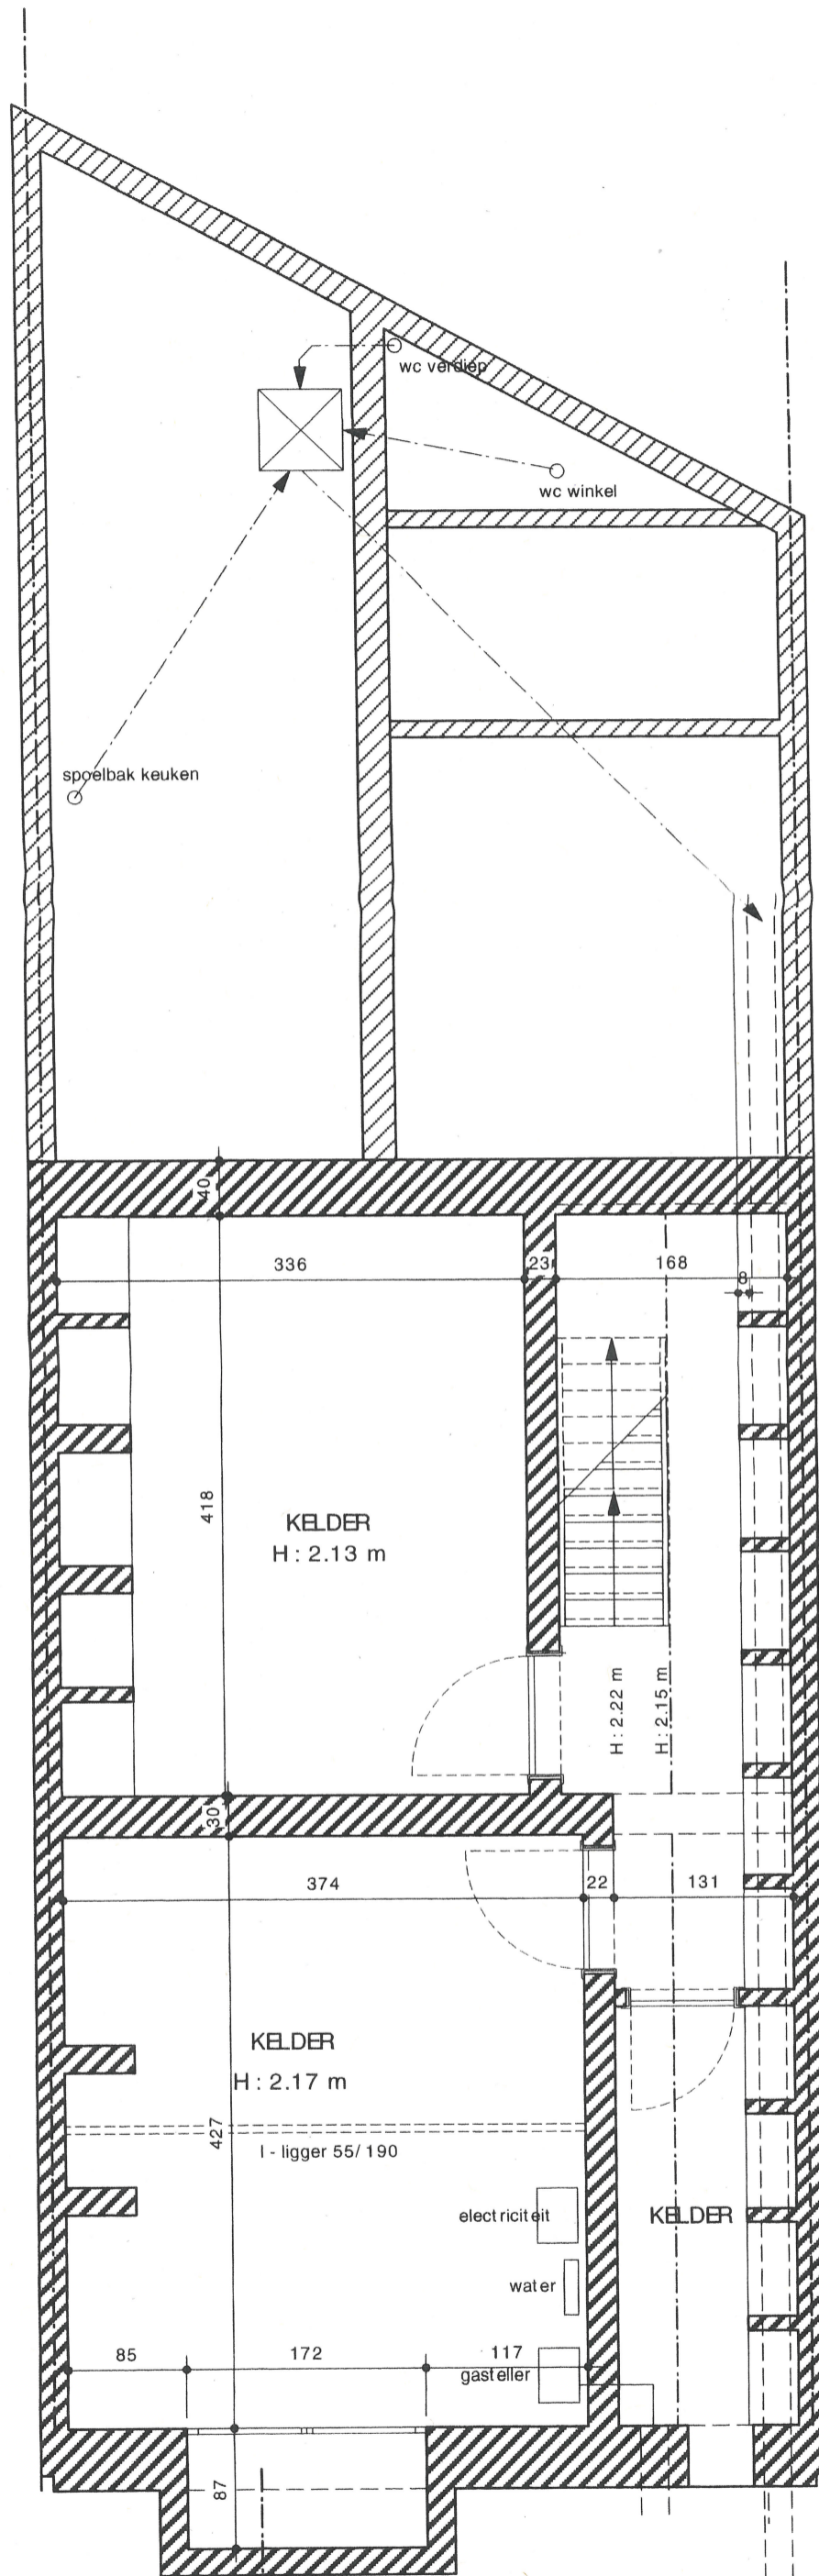 wc verdiep
wc winkel
spoelbak keuken
40
336
23
168
8
418
KELDER
H : 2.13 m
H : 2.22 m
H : 2.15 m
30
374
22
131
KELDER
H : 2.17 m
427
I - ligger 55/ 190
electriciteit
KELDER
water
85
172
117
gasteller
87